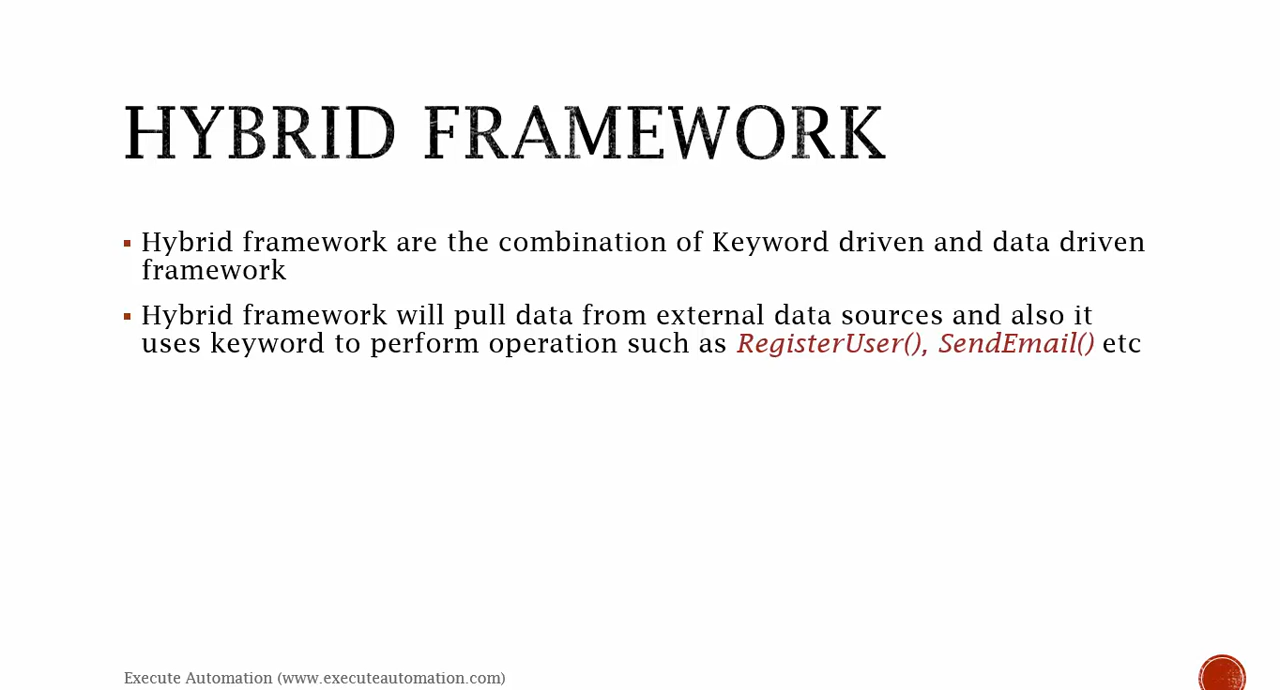 HYBRID FRAMEWORK
▪ Hybrid framework are the combination of Keyword driven and data driven
framework
▪ Hybrid framework will pull data from external data sources and also it
uses keyword to perform operation such as RegisterUser(), SendEmail() etc
Execute Automation (www.executeautomation.com)